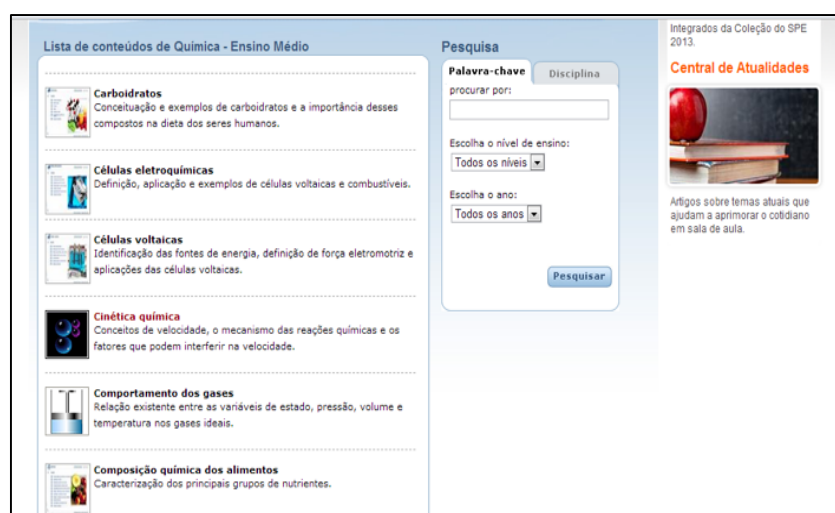 Lista de conteúdos de Química - Ensino Médio
Carboidratos
Conceituação e exemplos de carboidratos e a importância desses
compostos na dieta dos seres humanos.
Células eletroquímicas
Definição, aplicação e exemplos de células voltaicas e combustíveis.
Células voltaicas
Identificação das fontes de energia, definição de força eletromotriz e
aplicações das células voltaicas.
Cinética química
Conceitos de velocidade, o mecanismo das reações químicas e os
fatores que podem interferir na velocidade.
Comportamento dos gases
Relação existente entre as variáveis de estado, pressão, volume e
temperatura nos gases ideais.
Composição química dos alimentos
Caracterização dos principais grupos de nutrientes.
Pesquisa
Palavra-chave
Disciplina
procurar por:
Escolha o nível de ensino:
Todos os níveis
Escolha o ano:
Todos os anos
Pesquisar
Integrados da Coleção do SPE
2013.
Central de Atualidades
Artigos sobre temas atuais que
ajudam a aprimorar o cotidiano
em sala de aula.